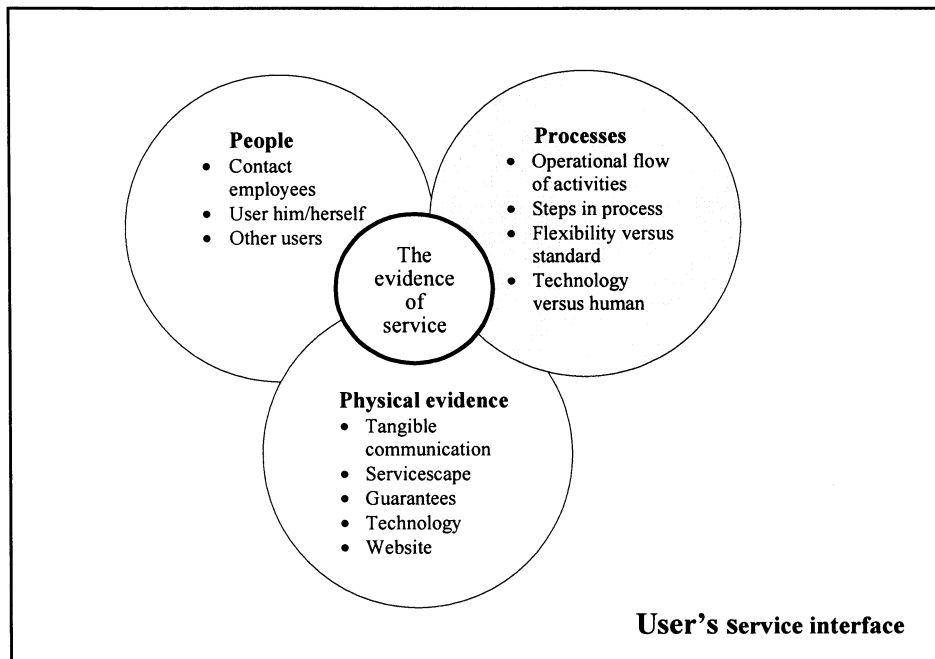 People
• Contact
employees
• User him/herself
• Other users
Processes
• Operational flow
of activities
• Steps in process
• Flexibility versus
standard
• Technology
versus human
The
evidence
of
service
Physical evidence
• Tangible
communication
• Servicescape
• Guarantees
• Technology
• Website
User's service interface